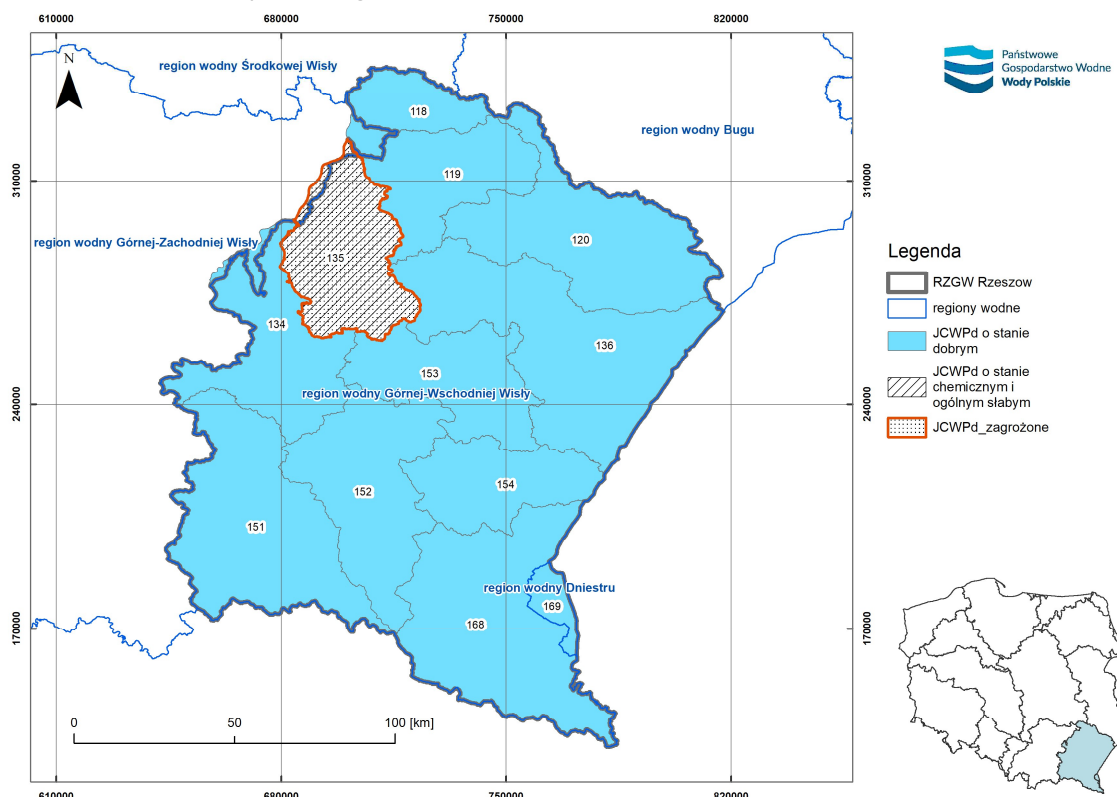 610000
680000
750000
820000
N
region wodny Środkowej Wisły
region wodny Bugu
118
119
310000
310000
region wodny Górnej-Zachodniej Wisły
120
135
134
136
153
region wodny Górnej-Wschodniej Wisły
240000
240000
154
152
151
region wodny Dniestru
169
168
170000
170000
0
50
100 [km]
610000
680000
750000
820000
Państwowe
Gospodarstwo Wodne
Wody Polskie
Legenda
RZGW Rzeszow
regiony wodne
JCWPd o stanie
dobrym
JCWPd o stanie
chemicznym i
ogólnym słabym
JCWPd_zagrożone